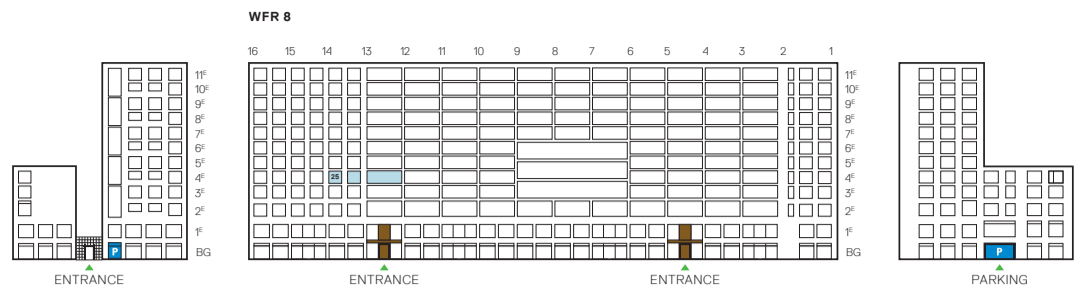 WFR 8
16 15 14 13 12 11 10 9 8 7 6 5 4 3 2 1
11E 11E
10E 10E
9E 9E
8E 8E
7E 7E
6E 6E
5E 5E
25
4E 4E
3E 3E
2E 2E
1E 1E
P BG BG P
ENTRANCE ENTRANCE ENTRANCE PARKING